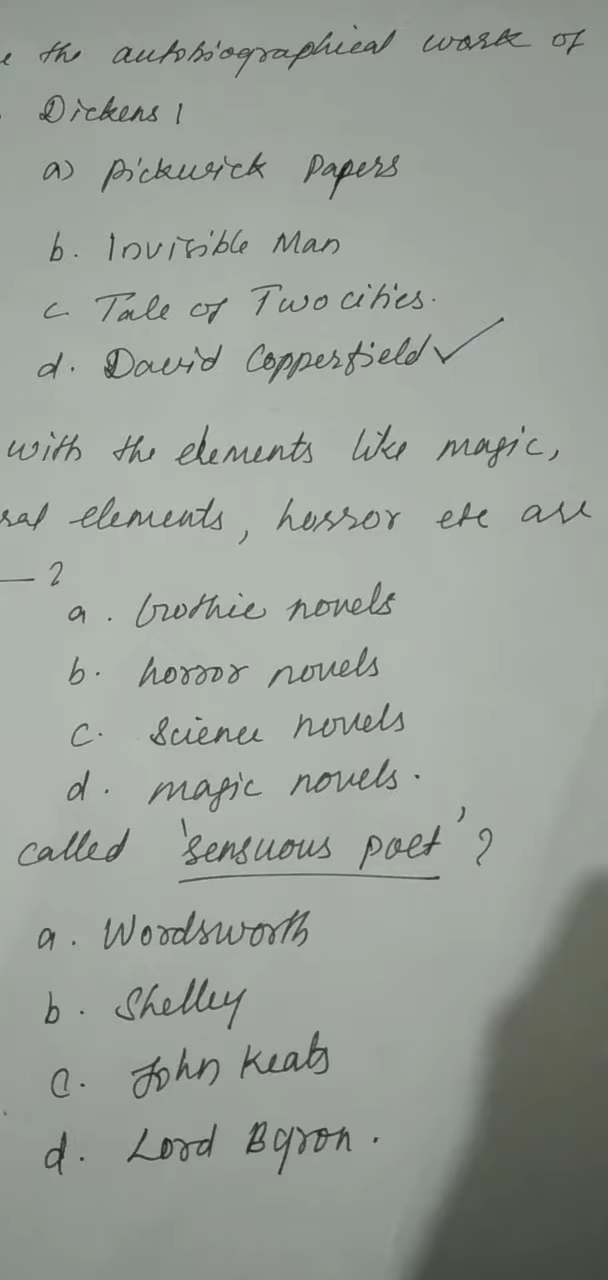 the autobiographical work of
Dickens
a) Pickwick Papers
b. Invisible Man
c. Tale of Two cities.
d. David Copperfield ✓
with the elements like magic,
elements, horror etc are
— ?
a. Gothic novels
b. horror novels
c. Science novels
d. magic novels.
called 'sensuous poet'?
a. Wordsworth
b. Shelley
c. John Keats
d. Lord Byron.